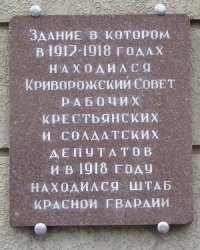 Здание в котором
в 1917-1918 годах
находился
Криворожский Совет
рабочих
крестьянских
и солдатских
депутатов
и в 1918 году
находился штаб
красной гвардии